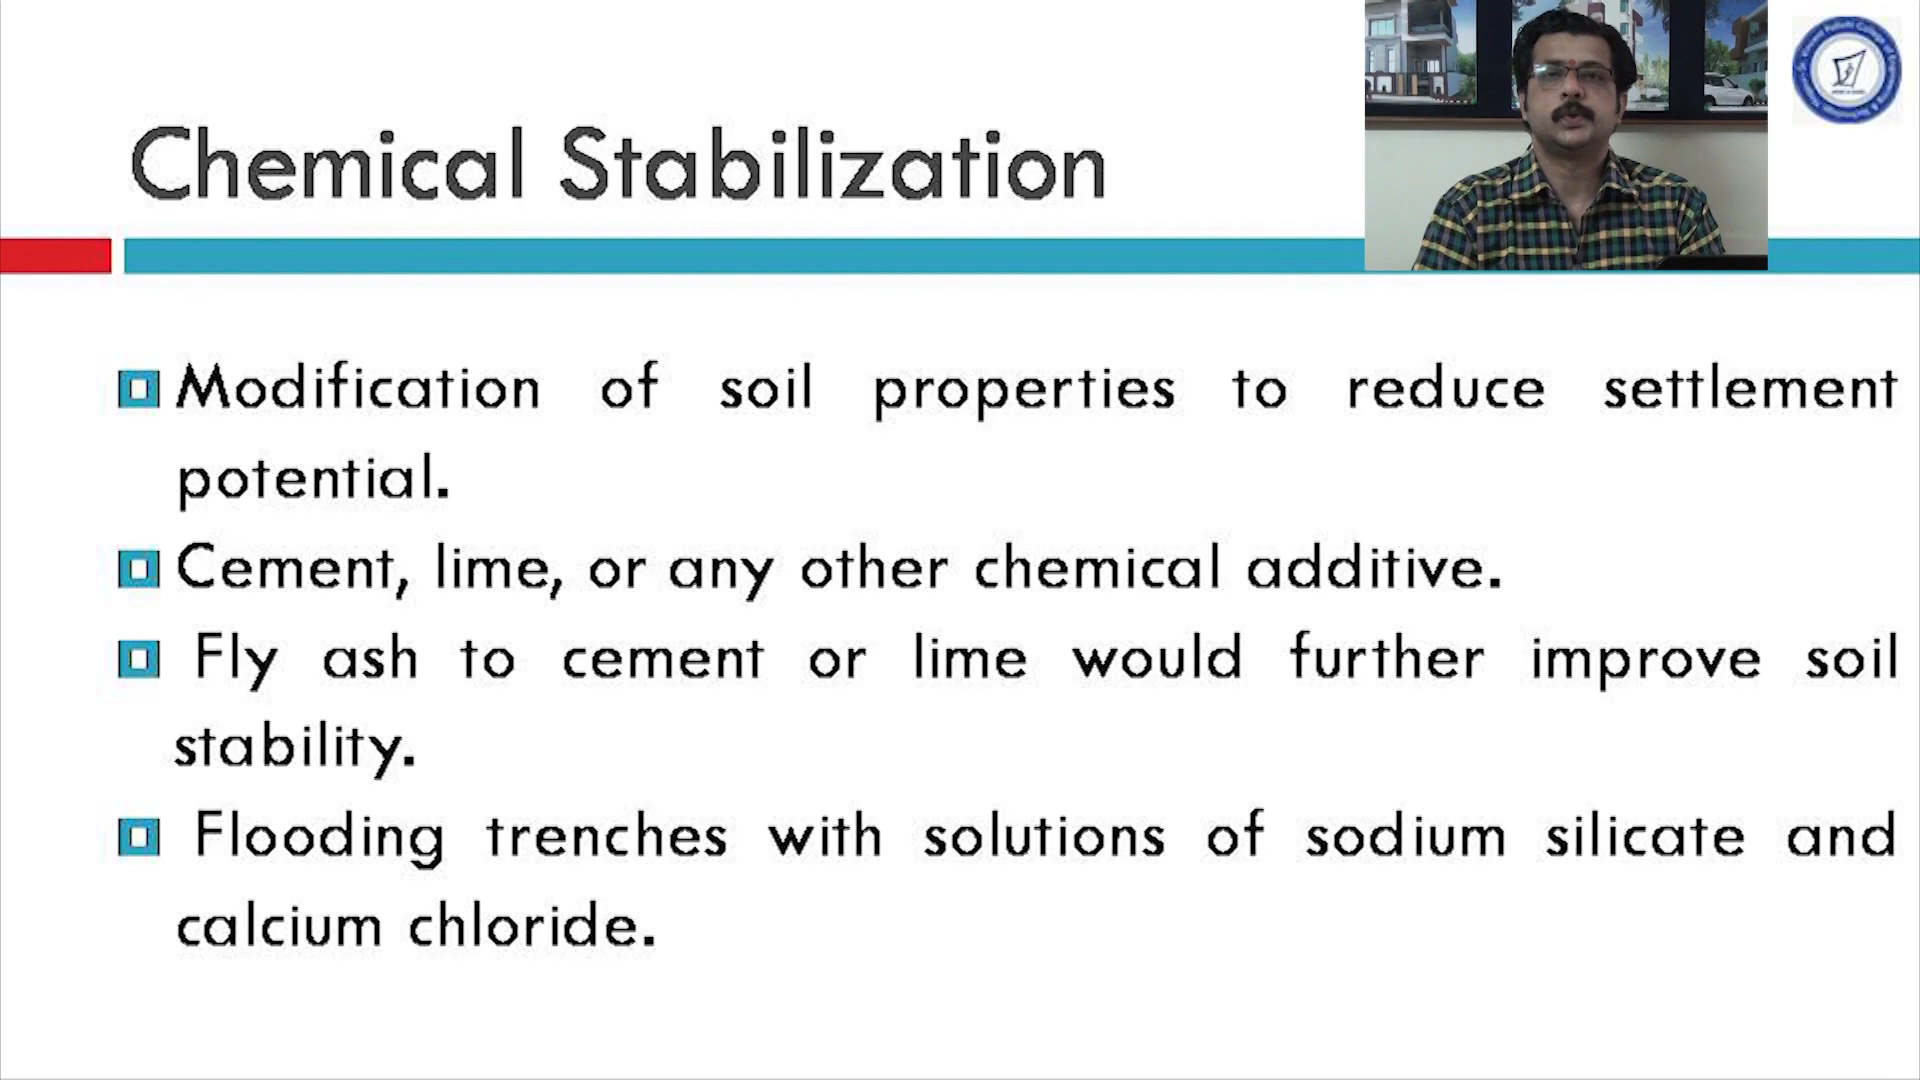 Chemical Stabilization
Modification of soil properties to reduce settlement
potential.
Cement, lime, or any other chemical additive.
Fly ash to cement or lime would further improve soil
stability.
Flooding trenches with solutions of sodium silicate and
calcium chloride.